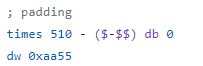 ; padding
times 510 - ($-$$) db 0
dw 0xaa55